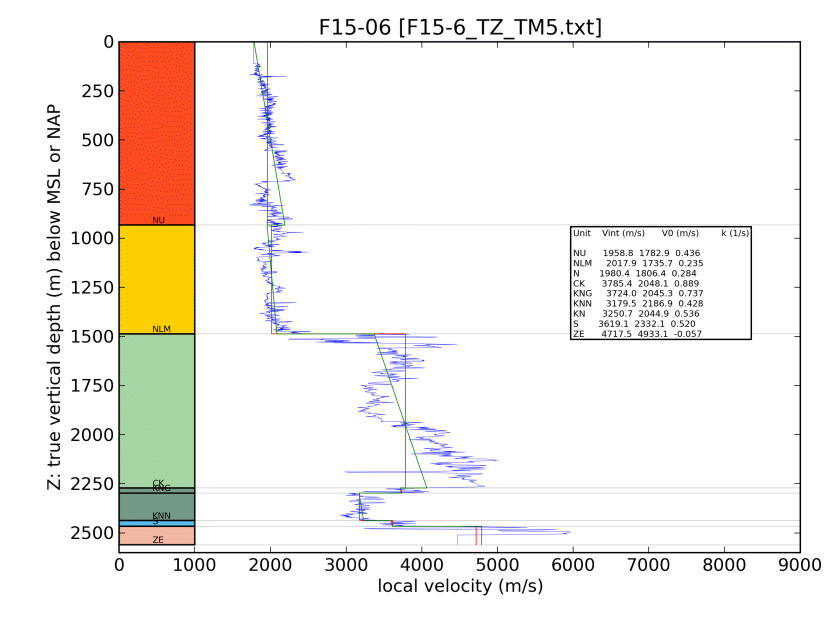 F15-06 [F15-6_TZ_TM5.txt]
0
250
500
750
1000
1250
1500
1750
2000
2250
2500
Z: true vertical depth (m) below MSL or NAP
NU
NLM
CK
KNG
KNN
S
ZE
Unit Vint (m/s) V0 (m/s) k (1/s)
NU 1958.8 1782.9 0.436
NLM 2017.9 1735.7 0.235
N 1980.4 1806.4 0.284
CK 3785.4 2048.1 0.889
KNG 3724.0 2045.3 0.737
KNN 3179.5 2186.9 0.428
KN 3250.7 2044.9 0.536
S 3619.1 2332.1 0.520
ZE 4717.5 4933.1 -0.057
0 1000 2000 3000 4000 5000 6000 7000 8000 9000
local velocity (m/s)